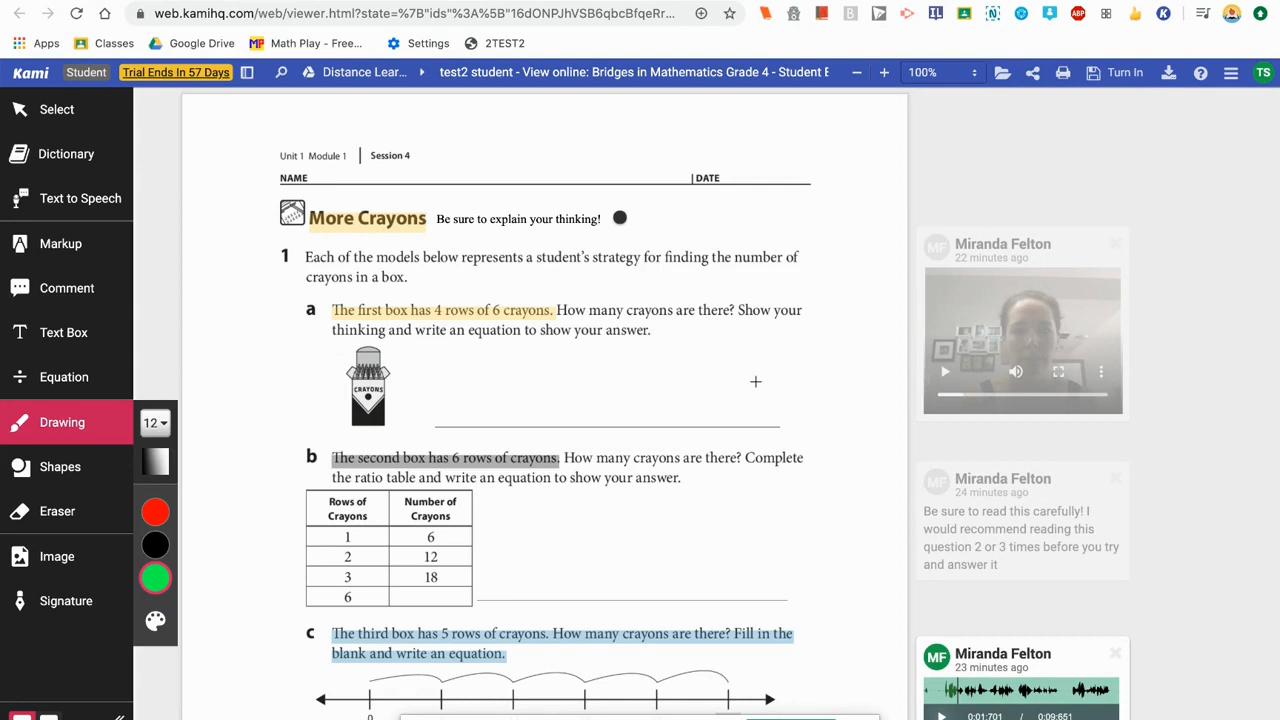 web.kamihq.com/web/viewer.html?state=%7B"ids"%3A%5B"16dONPJhVSB6qbcBfqeRr...
Apps Classes Google Drive Math Play - Free... Settings 2TEST2
Kami Student Trial Ends In 57 Days Distance Lear... test2 student - View online: Bridges in Mathematics Grade 4 - Student E 100% Turn In TS
Select
Dictionary
Text to Speech
Markup
Comment
Text Box
Equation
Drawing
Shapes
Eraser
Image
Signature
12
Unit 1 Module 1 | Session 4
NAME | DATE
More Crayons Be sure to explain your thinking!
1 Each of the models below represents a student's strategy for finding the number of
crayons in a box.
a The first box has 4 rows of 6 crayons. How many crayons are there? Show your
thinking and write an equation to show your answer.
CRAYONS
b The second box has 6 rows of crayons. How many crayons are there? Complete
the ratio table and write an equation to show your answer.
Rows of Crayons Number of Crayons
1 6
2 12
3 18
6
c The third box has 5 rows of crayons. How many crayons are there? Fill in the
blank and write an equation.
0
MF Miranda Felton
22 minutes ago
MF Miranda Felton
24 minutes ago
Be sure to read this carefully! I
would recommend reading this
question 2 or 3 times before you try
and answer it
MF Miranda Felton
23 minutes ago
0:01:701 / 0:09:651